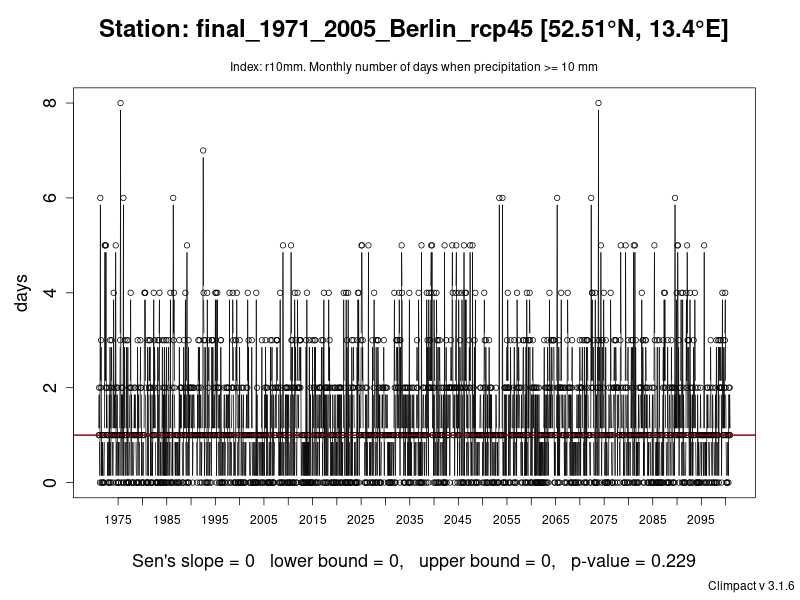 Station: final_1971_2005_Berlin_rcp45 [52.51°N, 13.4°E]
Index: r10mm. Monthly number of days when precipitation >= 10 mm
8
6
4
2
0
days
1975 1985 1995 2005 2015 2025 2035 2045 2055 2065 2075 2085 2095
Sen's slope = 0 lower bound = 0, upper bound = 0, p-value = 0.229
Climpact v 3.1.6